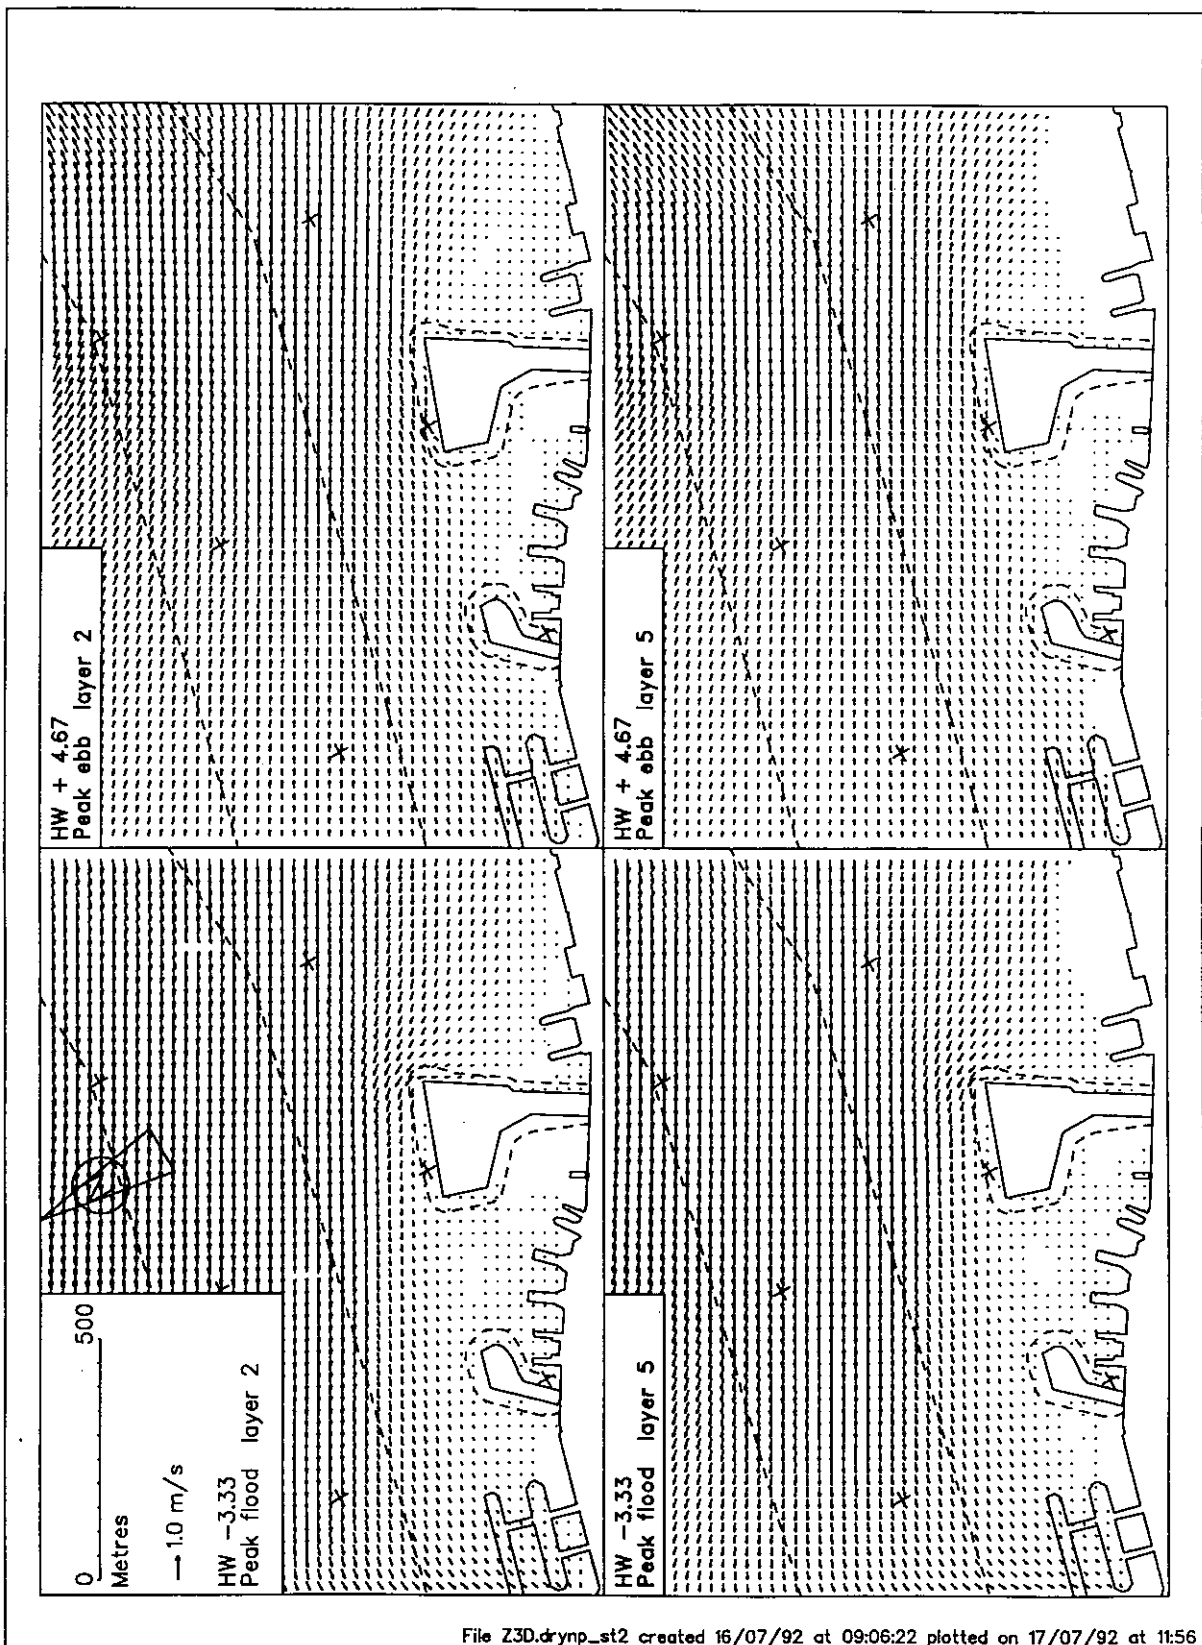 HW + 4.67
Peak ebb layer 2
HW + 4.67
Peak ebb layer 5
0 500
Metres
1.0 m/s
HW -3.33
Peak flood layer 2
HW -3.33
Peak flood layer 5
File Z3D.drynp_st2 created 16/07/92 at 09:06:22 plotted on 17/07/92 at 11:56